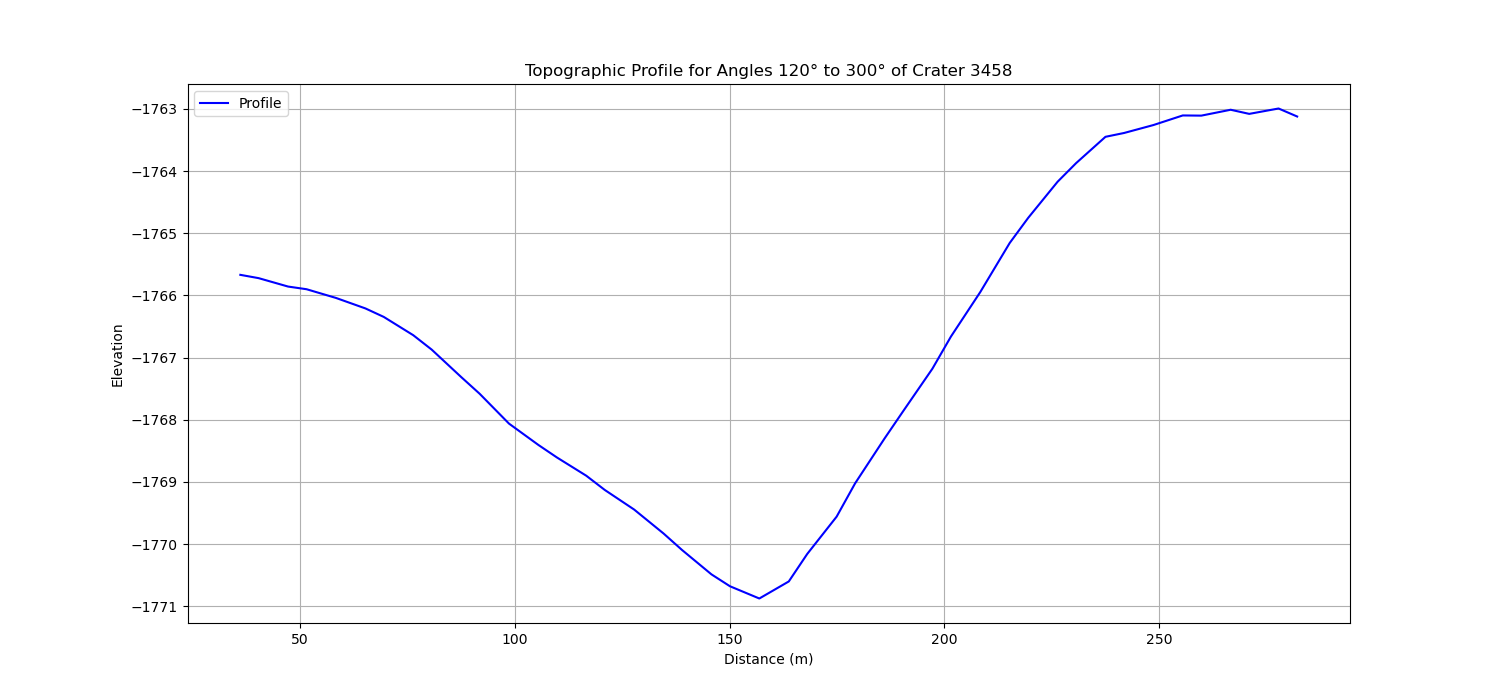 Topographic Profile for Angles 120° to 300° of Crater 3458
Profile
−1763
−1764
−1765
−1766
−1767
−1768
−1769
−1770
−1771
Elevation
50 100 150 200 250
Distance (m)